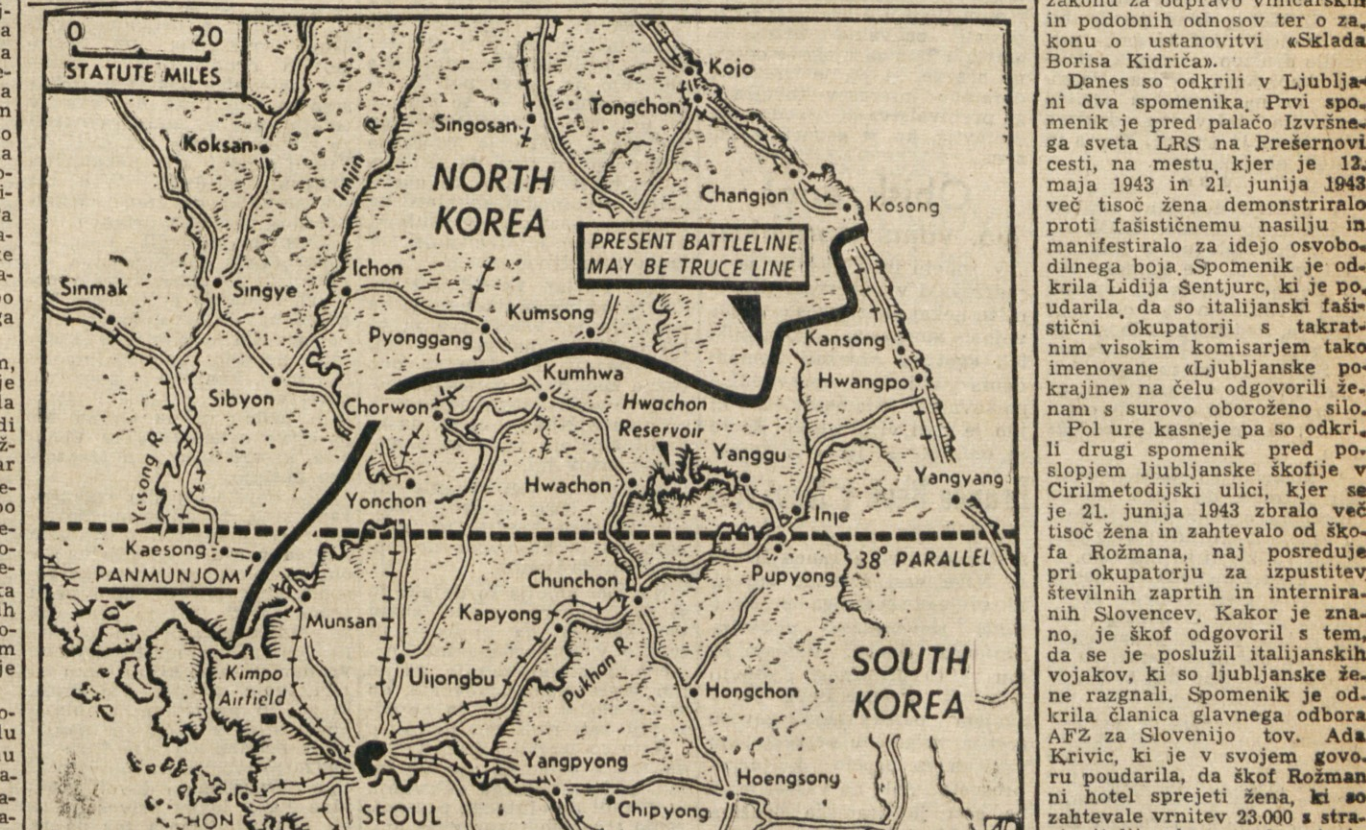 0 20
STATUTE MILES
Kojo
Tongchon
Singosan
Koksan
Imjin R.
NORTH
KOREA
Changjon
Kosong
PRESENT BATTLELINE
MAY BE TRUCE LINE
Ichon
Sinmak
Singye
Kumsong
Pyonggang
Kansong
Kumhwa
Hwangpo
Sibyon
Chorwon
Hwachon
Reservoir
Yesong R.
Yanggu
Yonchon
Hwachon
Yangyang
Inje
Kaesong
38° PARALLEL
PANMUNJOM
Chunchon
Pupyong
Munsan
Kapyong
Pukhan R.
SOUTH
KOREA
Kimpo
Airfield
Uijongbu
Hongchon
Yangpyong
Hoengsong
Chipyong
SEOUL
HON
zakonu za odpravo viničarskih
in podobnih odnosov ter o za.
konu o ustanovitvi «Sklada
Borisa Kidriča».
Danes so odkrili v Ljublja-
ni dva spomenika. Prvi spo.
menik je pred palačo Izvršne-
ga sveta LRS na Prešernovi
cesti, na mestu, kjer je 12.
maja 1943 in 21. junija 1943
več tisoč žena demonstriralo
proti fašističnemu nasilju in
manifestiralo za idejo osvobo-
dilnega boja. Spomenik je od-
krila Lidija Šentjurc, ki je po.
udarila, da so italijanski faši-
stični okupatorji s takrat-
nim visokim komisarjem tako
imenovane «Ljubljanske po-
krajine» na čelu odgovorili že.
nam s surovo oboroženo silo.
Pol ure kasneje pa so odkri.
li drugi spomenik pred po-
slopjem ljubljanske škofije v
Cirilmetodijski ulici, kjer se
je 21. junija 1943 zbralo več
tisoč žena in zahtevalo od ško-
fa Rožmana, naj posreduje
pri okupatorju za izpustitev
številnih zaprtih in internira-
nih Slovencev. Kakor je zna-
no, je škof odgovoril s tem,
da se je poslužil italijanskih
vojakov, ki so ljubljanske že-
ne razgnali. Spomenik je od-
krila članica glavnega odbora
AFŽ za Slovenijo tov. Ada
Krivic, ki je v svojem govo-
ru poudarila, da škof Rožman
ni hotel sprejeti žena, ki so
zahtevale vrnitev 23.000 s stra-